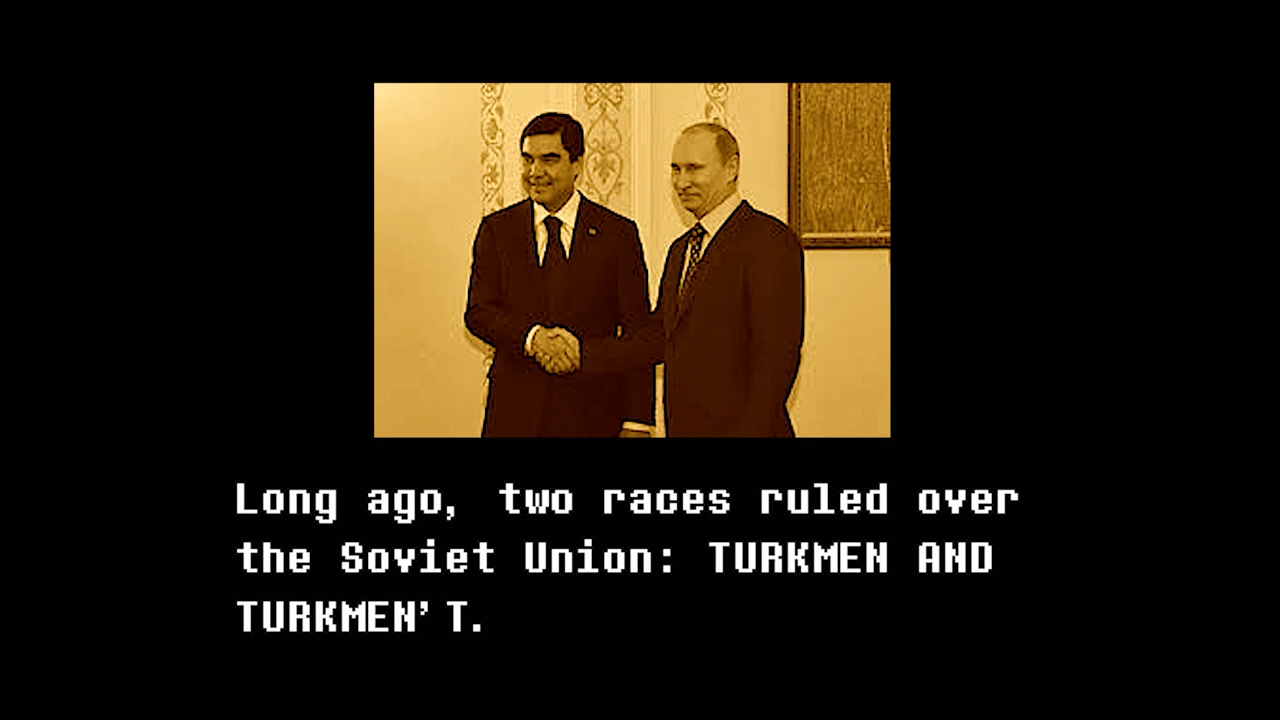 Long ago, two races ruled over
the Soviet Union: TURKMEN AND
TURKMEN'T.